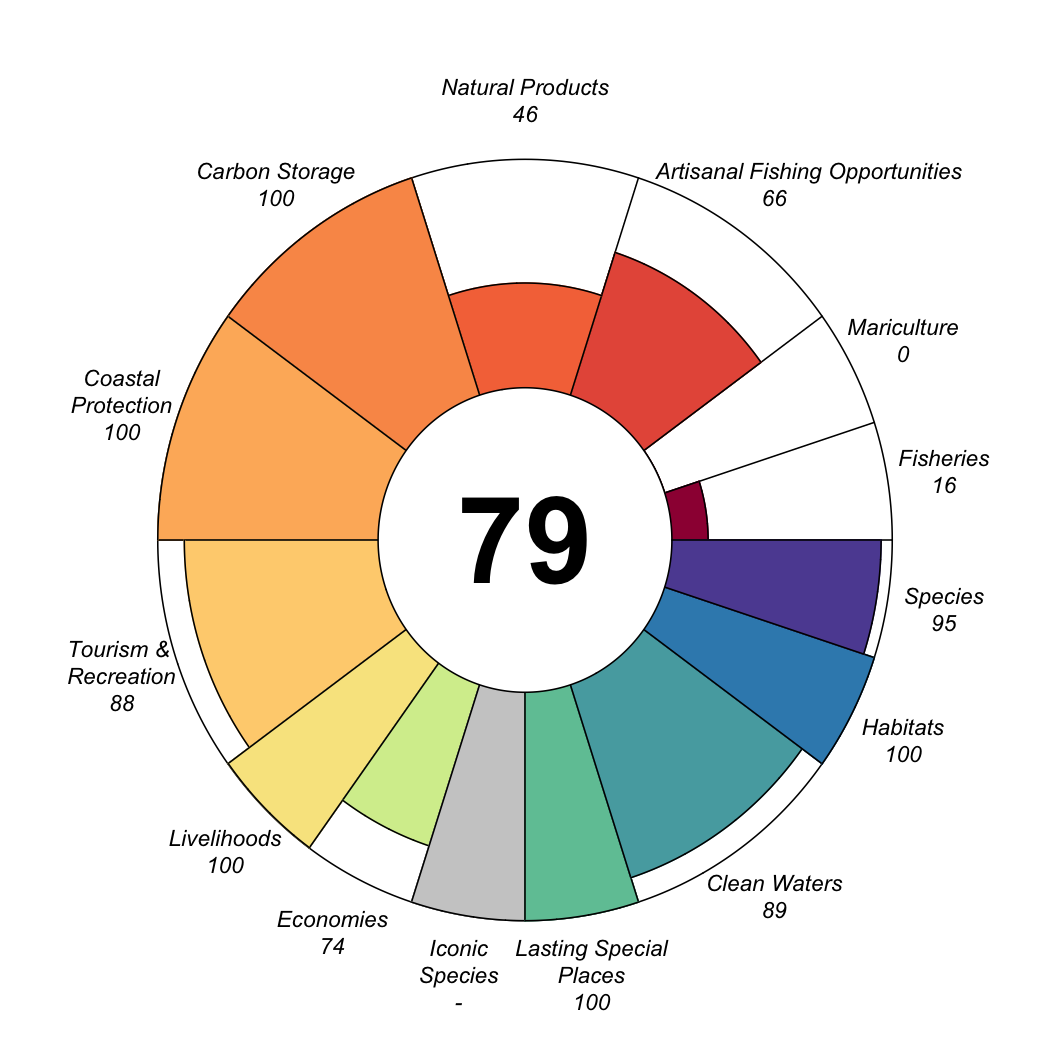 Natural Products
46
Artisanal Fishing Opportunities
66
Carbon Storage
100
Mariculture
0
Coastal
Protection
100
Fisheries
16
79
Species
95
Tourism &
Recreation
88
Habitats
100
Livelihoods
100
Clean Waters
89
Economies
74
Iconic
Species
-
Lasting Special
Places
100